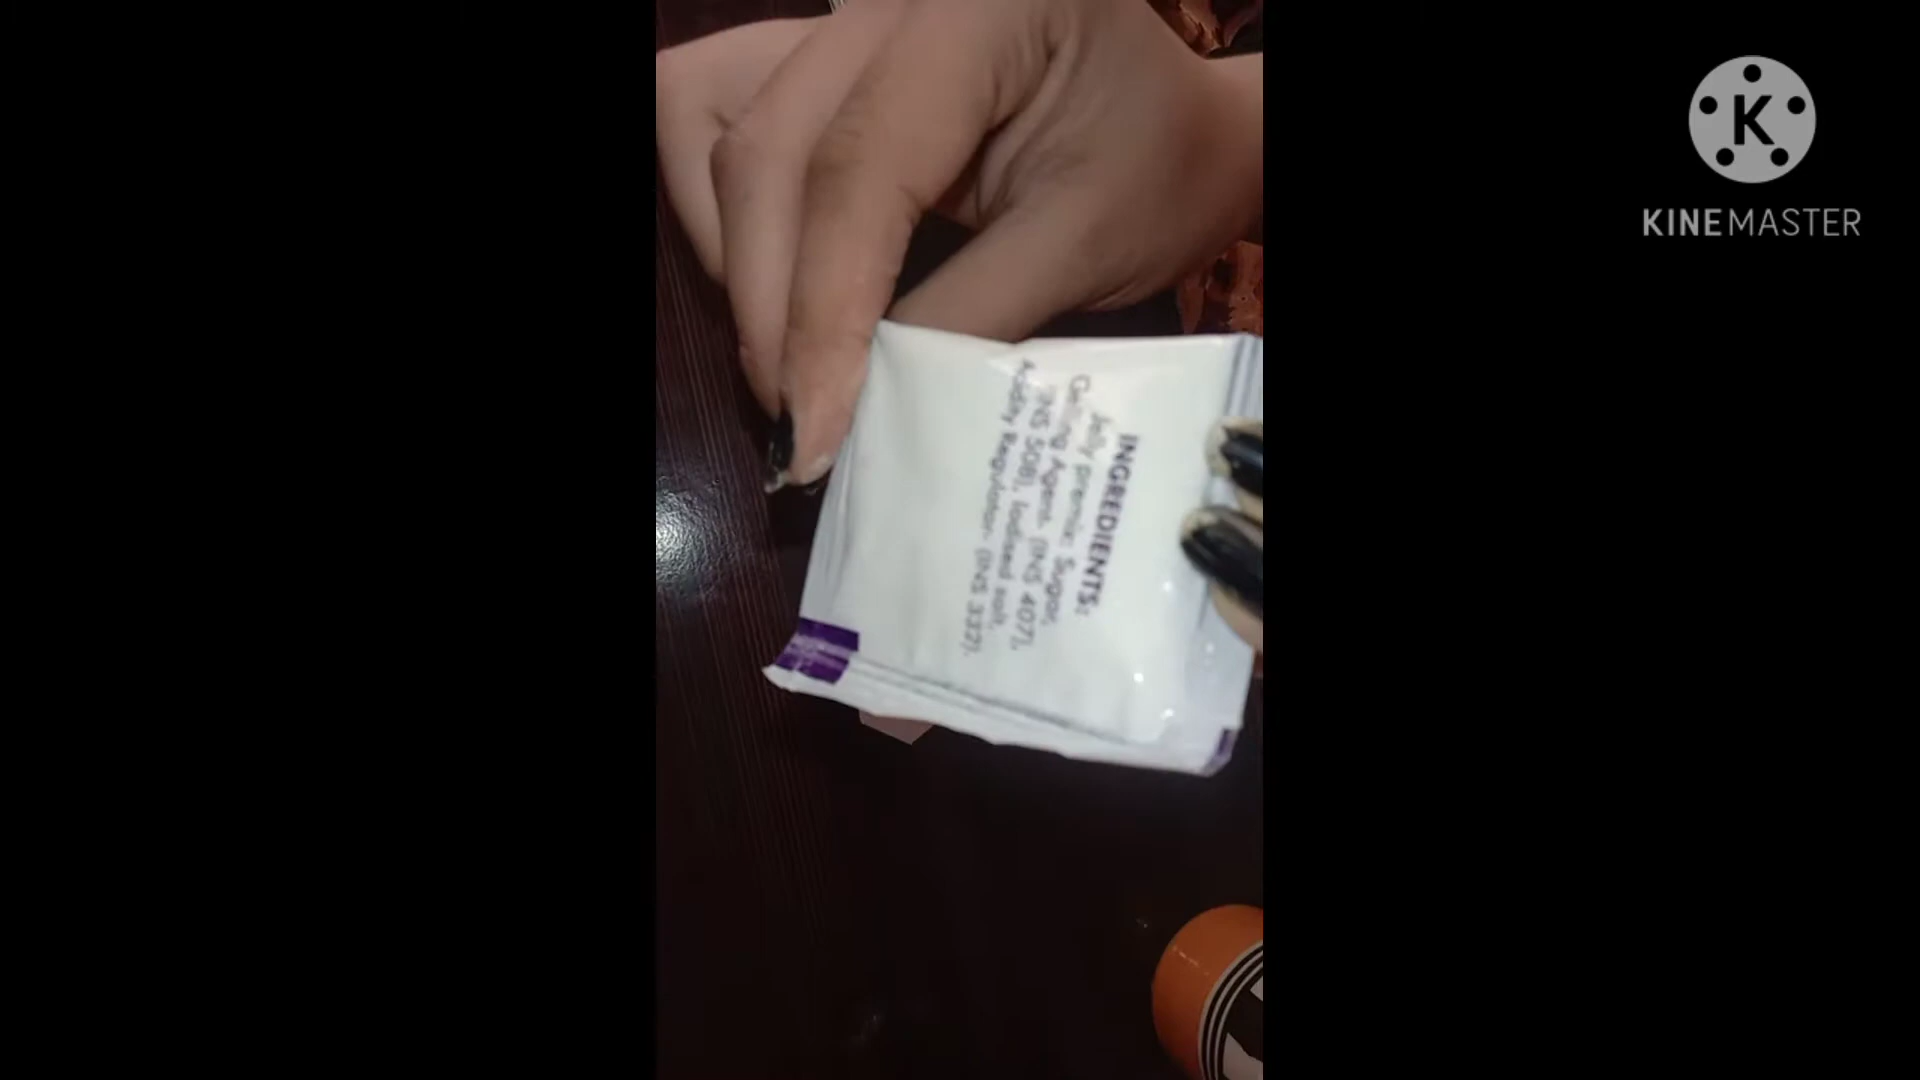 INGREDIENTS:
Jelly premix: Sugar,
Gelling Agent- (INS 407),
(INS 508), Iodised salt,
Acidity Regulator- (INS 332).
K
KINEMASTER